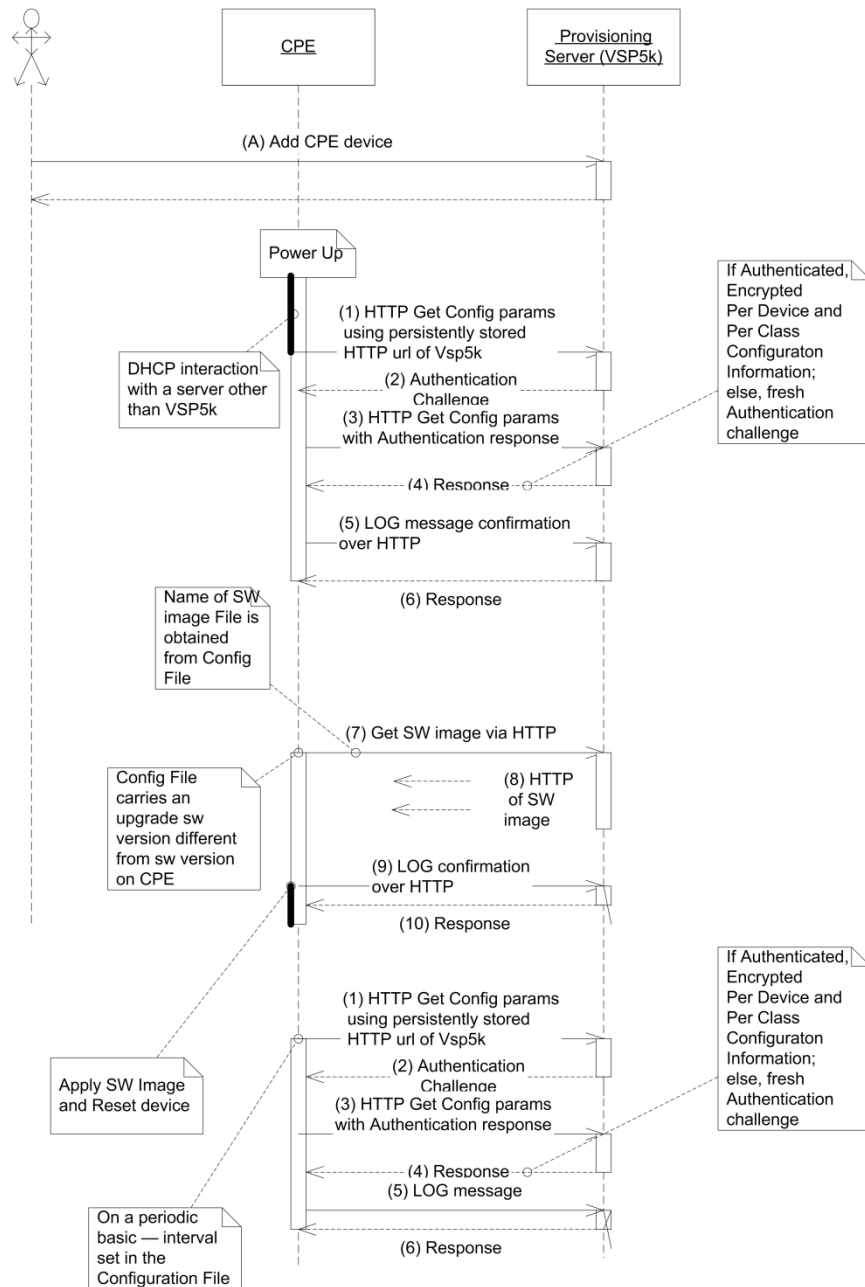 CPE
Provisioning
Server (VSP5k)
(A) Add CPE device
Power Up
If Authenticated,
Encrypted
Per Device and
Per Class
Configuraton
Information;
else, fresh
Authentication
challenge
(1) HTTP Get Config params
using persistently stored
HTTP url of Vsp5k
DHCP interaction
with a server other
than VSP5k
(2) Authentication
Challenge
(3) HTTP Get Config params
with Authentication response
(4) Response
(5) LOG message confirmation
over HTTP
(6) Response
Name of SW
image File is
obtained
from Config
File
(7) Get SW image via HTTP
(8) HTTP
of SW
image
Config File
carries an
upgrade sw
version different
from sw version
on CPE
(9) LOG confirmation
over HTTP
(10) Response
If Authenticated,
Encrypted
Per Device and
Per Class
Configuraton
Information;
else, fresh
Authentication
challenge
(1) HTTP Get Config params
using persistently stored
HTTP url of Vsp5k
Apply SW Image
and Reset device
(2) Authentication
Challenge
(3) HTTP Get Config params
with Authentication response
(4) Response
(5) LOG message
(6) Response
On a periodic
basic — interval
set in the
Configuration File